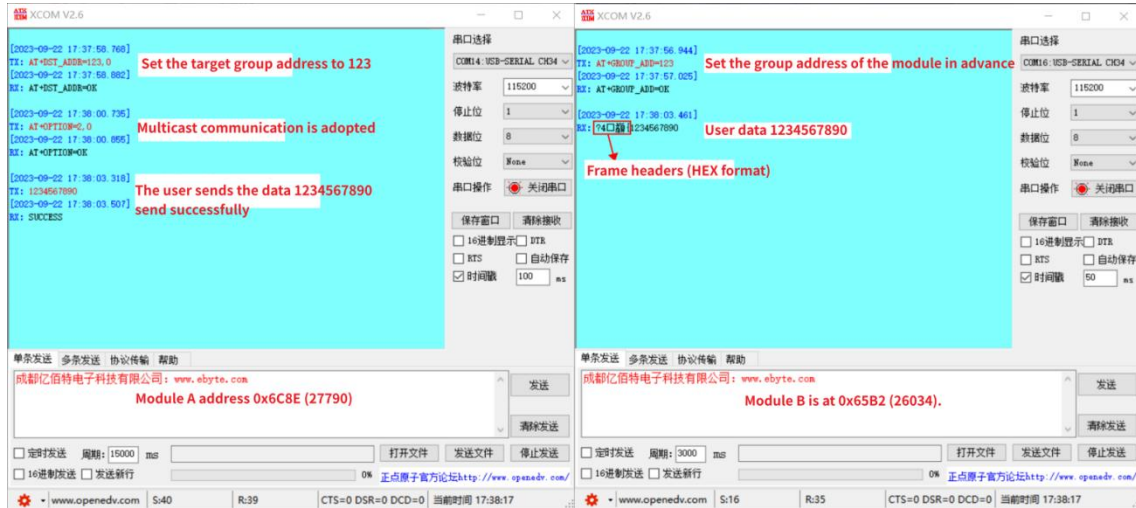 XCOM V2.6
[2023-09-22 17:37:58.768]
TX: AT+DST_ADDR=123,0
[2023-09-22 17:37:58.882]
RX: AT+DST_ADDR=OK
Set the target group address to 123
[2023-09-22 17:38:00.735]
TX: AT+OPTION=2,0
[2023-09-22 17:38:00.855]
RX: AT+OPTION=OK
Multicast communication is adopted
[2023-09-22 17:38:03.318]
TX: 1234567890
[2023-09-22 17:38:03.507]
RX: SUCCESS
The user sends the data 1234567890
send successfully
串口选择
COM14:USB-SERIAL CH34
波特率 115200
停止位 1
数据位 8
校验位 None
串口操作 关闭串口
保存窗口 清除接收
16进制显示 DTR
RTS 自动保存
时间戳 100 ms
单条发送 多条发送 协议传输 帮助
成都亿佰特电子科技有限公司：www.ebyte.com
Module A address 0x6C8E (27790)
发送
清除发送
定时发送 周期: 15000 ms 打开文件 发送文件 停止发送
16进制发送 发送新行 0% 正点原子官方论坛http://www.openedv.com/
www.openedv.com S:40 R:39 CTS=0 DSR=0 DCD=0 当前时间 17:38:17
XCOM V2.6
[2023-09-22 17:37:56.944]
TX: AT+GROUP_ADD=123
[2023-09-22 17:37:57.025]
RX: AT+GROUP_ADD=OK
Set the group address of the module in advance
[2023-09-22 17:38:03.461]
RX: 1234567890
User data 1234567890
Frame headers (HEX format)
串口选择
COM16:USB-SERIAL CH34
波特率 115200
停止位 1
数据位 8
校验位 None
串口操作 关闭串口
保存窗口 清除接收
16进制显示 DTR
RTS 自动保存
时间戳 50 ms
单条发送 多条发送 协议传输 帮助
成都亿佰特电子科技有限公司：www.ebyte.com
Module B is at 0x65B2 (26034).
发送
清除发送
定时发送 周期: 3000 ms 打开文件 发送文件 停止发送
16进制发送 发送新行 0% 正点原子官方论坛http://www.openedv.com/
www.openedv.com S:16 R:35 CTS=0 DSR=0 DCD=0 当前时间 17:38:17